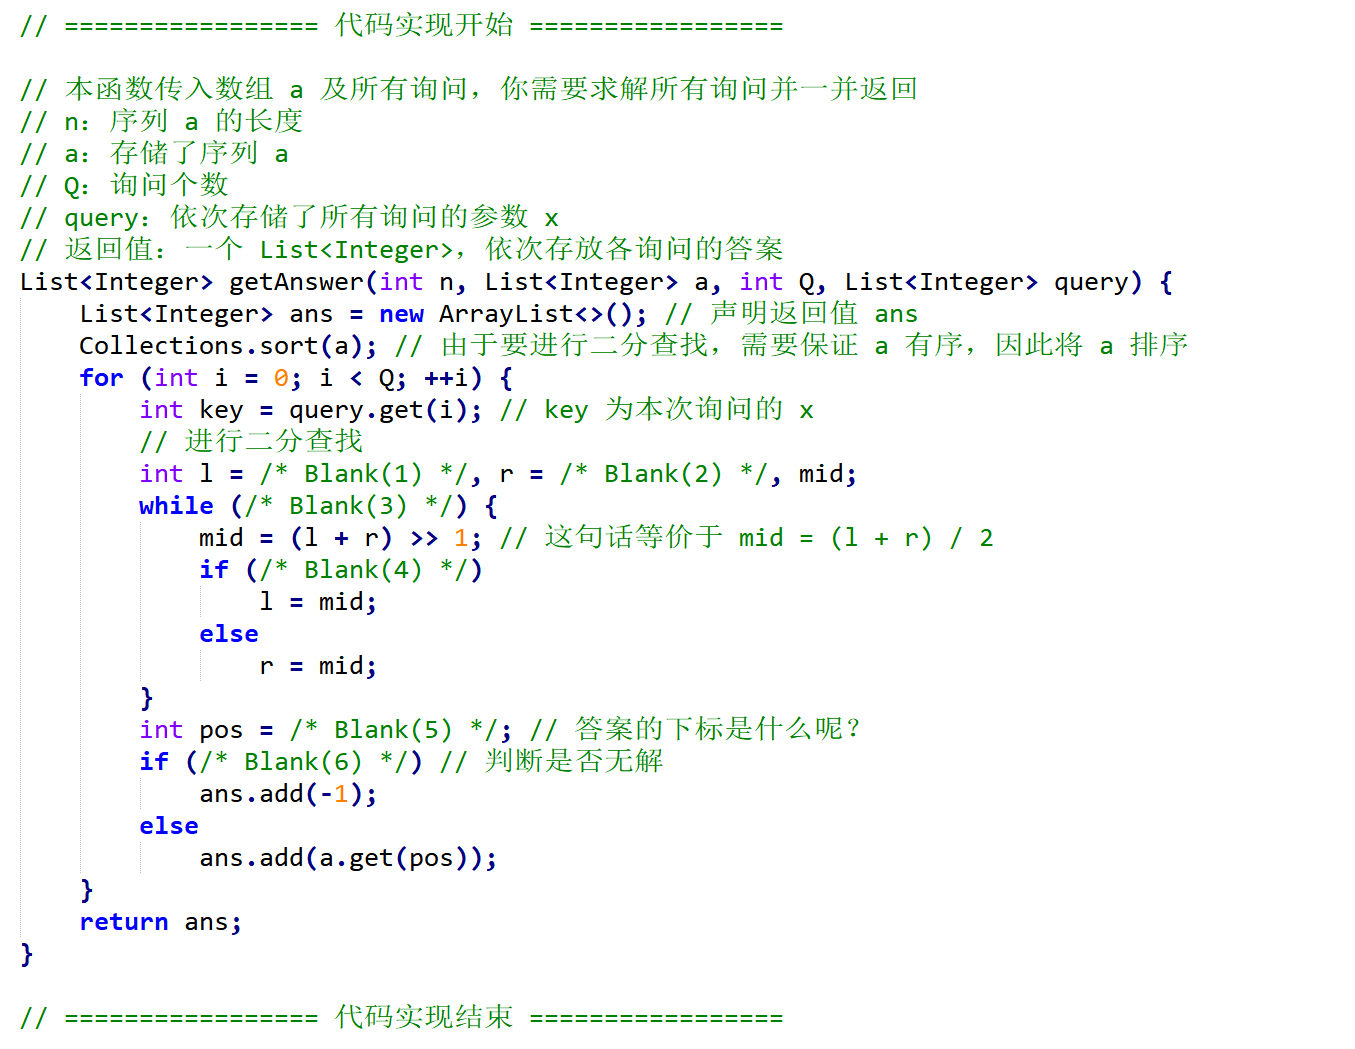 // ================= 代码实现开始 =================

// 本函数传入数组 a 及所有询问，你需要求解所有询问并一并返回
// n：序列 a 的长度
// a：存储了序列 a
// Q：询问个数
// query：依次存储了所有询问的参数 x
// 返回值：一个 List<Integer>，依次存放各询问的答案
List<Integer> getAnswer(int n, List<Integer> a, int Q, List<Integer> query) {
    List<Integer> ans = new ArrayList<>(); // 声明返回值 ans
    Collections.sort(a); // 由于要进行二分查找，需要保证 a 有序，因此将 a 排序
    for (int i = 0; i < Q; ++i) {
        int key = query.get(i); // key 为本次询问的 x
        // 进行二分查找
        int l = /* Blank(1) */, r = /* Blank(2) */, mid;
        while (/* Blank(3) */) {
            mid = (l + r) >> 1; // 这句话等价于 mid = (l + r) / 2
            if (/* Blank(4) */)
                l = mid;
            else
                r = mid;
        }
        int pos = /* Blank(5) */; // 答案的下标是什么呢？
        if (/* Blank(6) */) // 判断是否无解
            ans.add(-1);
        else
            ans.add(a.get(pos));
    }
    return ans;
}

// ================= 代码实现结束 =================